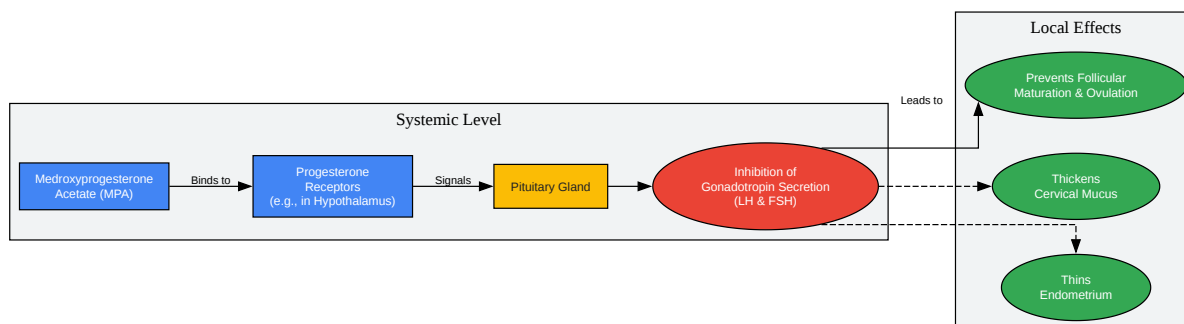 Local Effects
Prevents Follicular
Maturation & Ovulation
Leads to
Systemic Level
Medroxyprogesterone
Acetate (MPA)
Binds to
Progesterone
Receptors
(e.g., in Hypothalamus)
Signals
Pituitary Gland
Inhibition of
Gonadotropin Secretion
(LH & FSH)
Thickens
Cervical Mucus
Thins
Endometrium